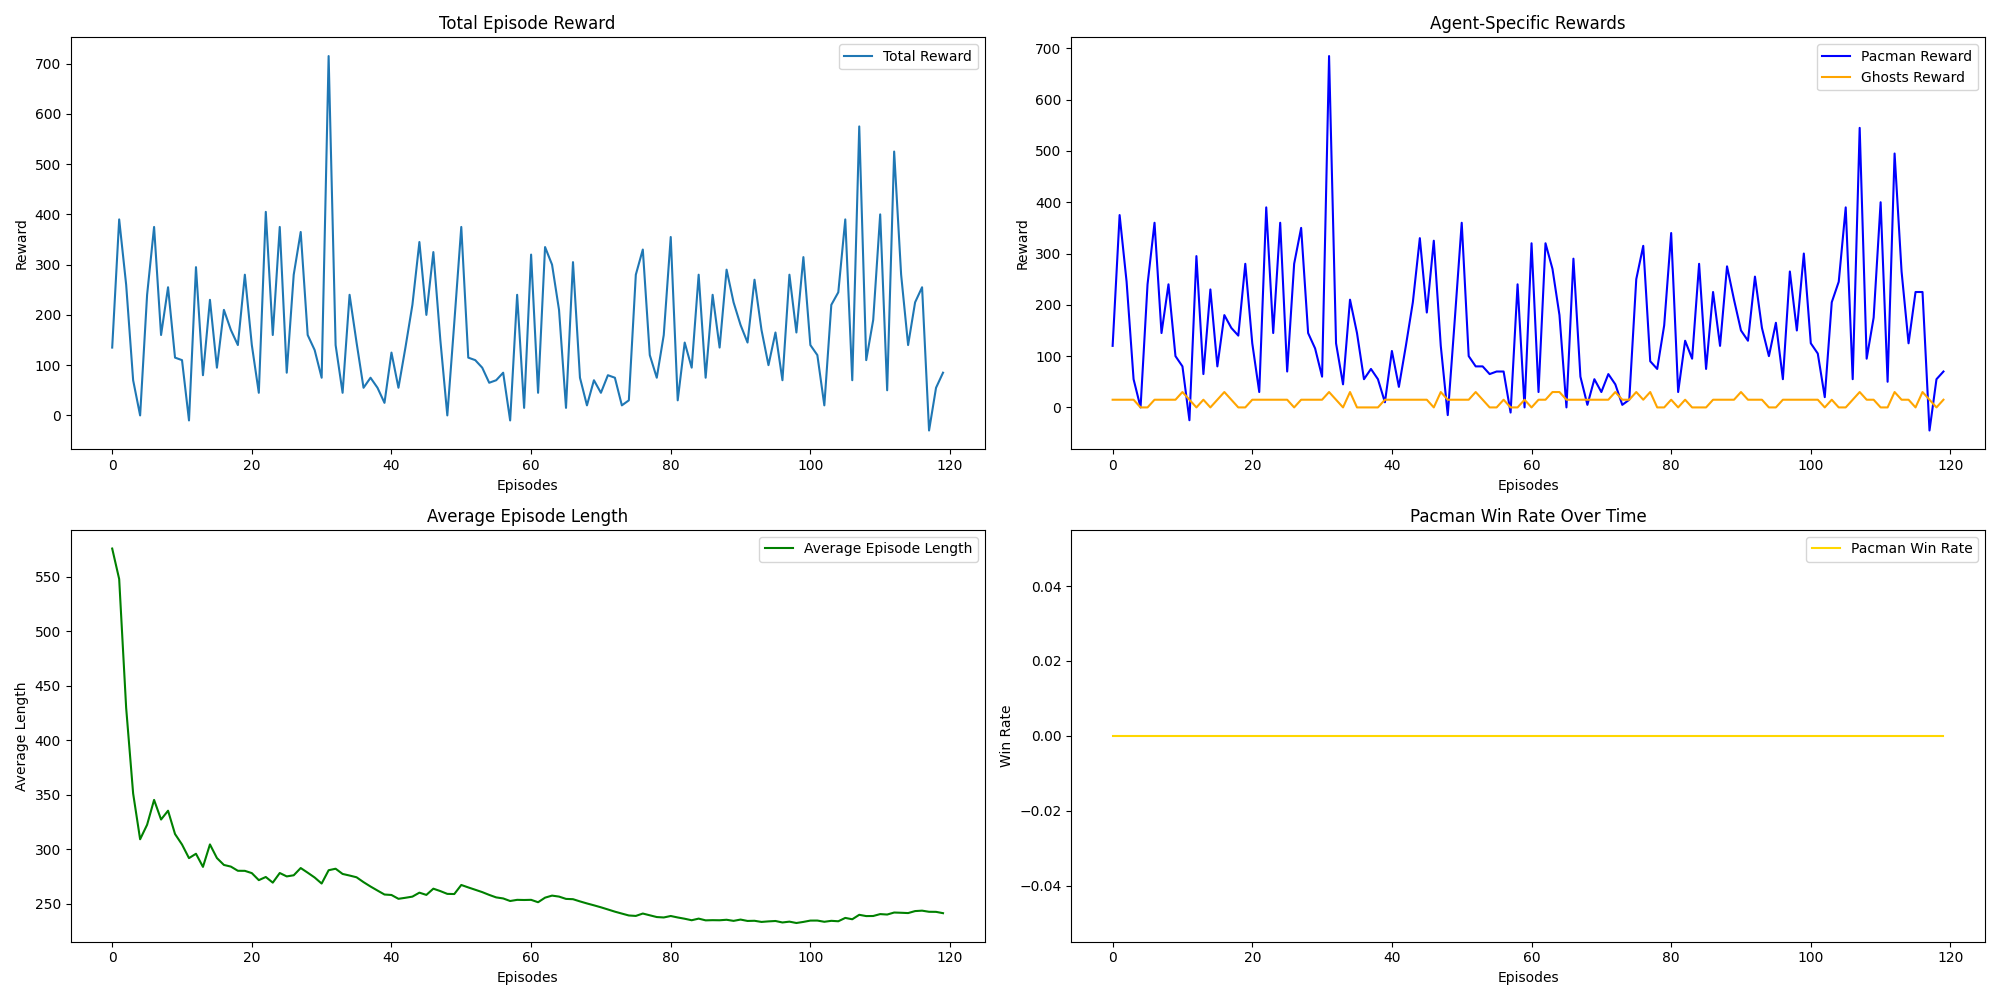 Total Episode Reward
Total Reward
700
600
500
400
300
200
100
0
Reward
0 20 40 60 80 100 120
Episodes
Agent-Specific Rewards
Pacman Reward
Ghosts Reward
700
600
500
400
300
200
100
0
Reward
0 20 40 60 80 100 120
Episodes
Average Episode Length
Average Episode Length
550
500
450
400
350
300
250
Average Length
0 20 40 60 80 100 120
Episodes
Pacman Win Rate Over Time
Pacman Win Rate
0.04
0.02
0.00
−0.02
−0.04
Win Rate
0 20 40 60 80 100 120
Episodes